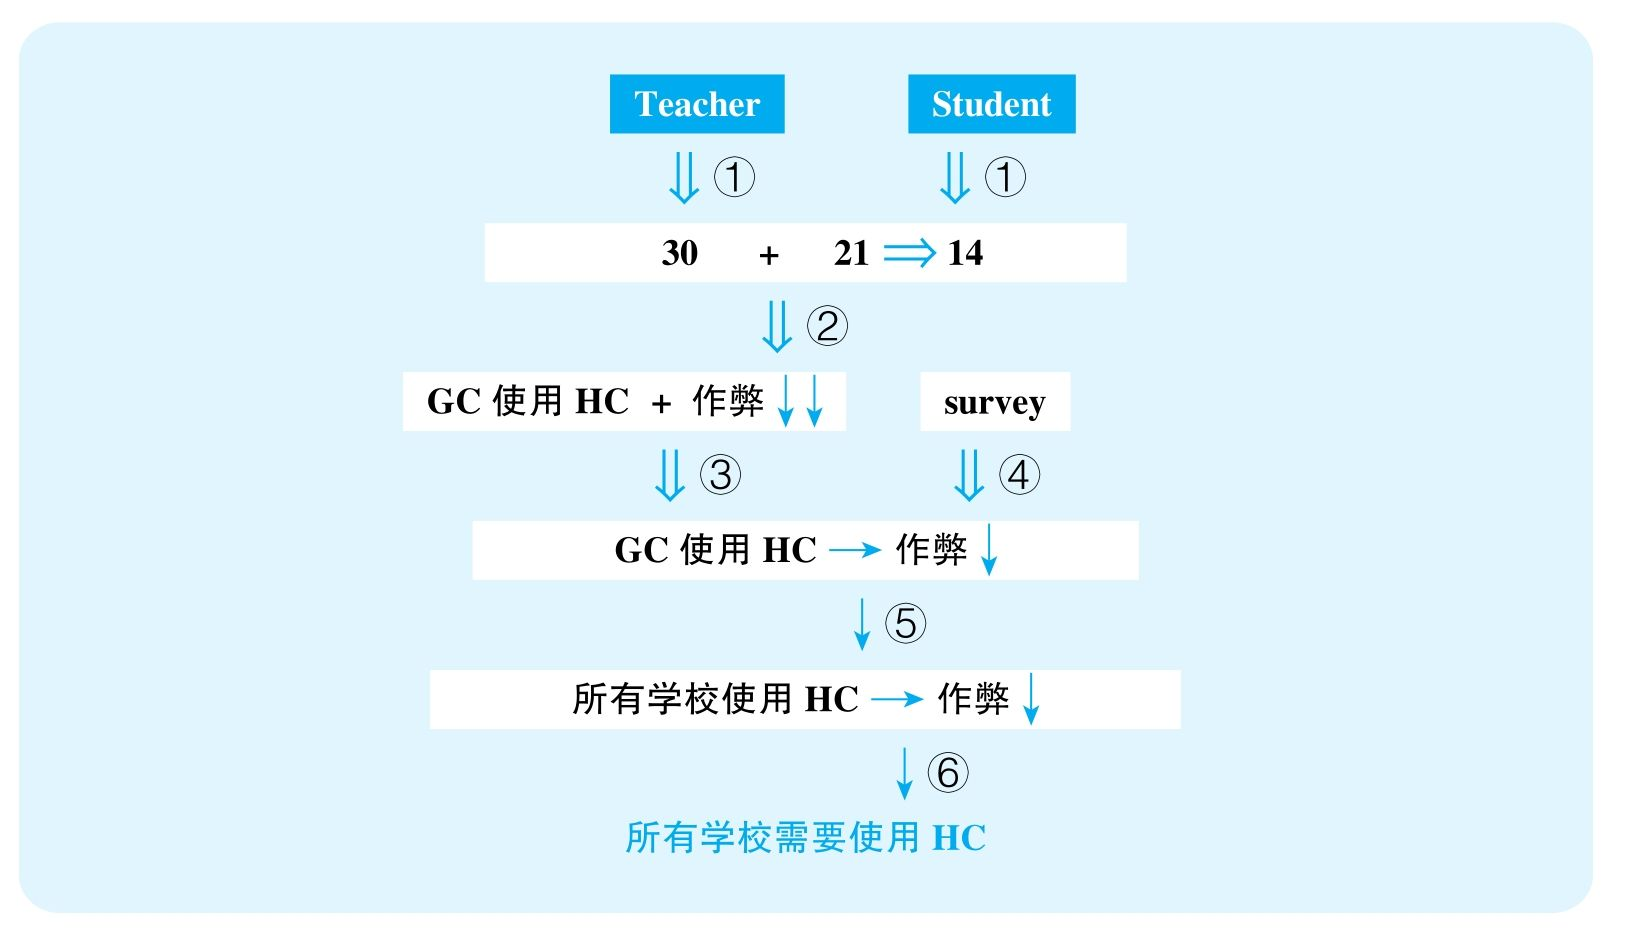 Teacher Student
① ①
30 + 21 ⇒ 14
②
GC 使用 HC + 作弊 ↓↓ survey
③ ④
GC 使用 HC → 作弊 ↓
⑤
所有学校使用 HC → 作弊 ↓
⑥
所有学校需要使用 HC